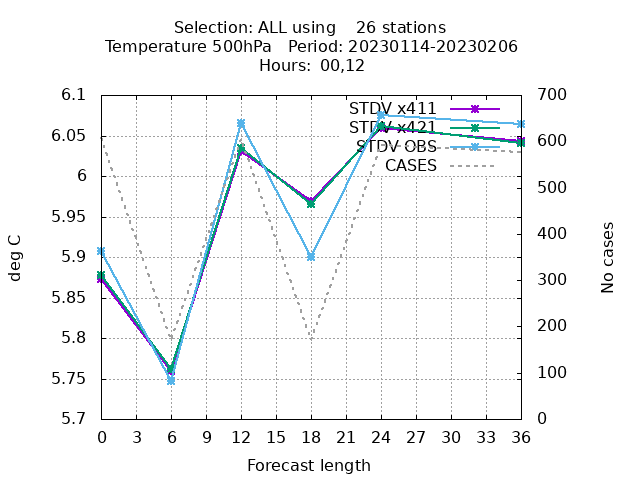 Selection: ALL using    26 stations
Temperature 500hPa   Period: 20230114-20230206
Hours:  00,12
6.1
6.05
6
5.95
5.9
5.85
5.8
5.75
5.7
deg C
STDV x411
STDV x421
STDV OBS
CASES
700
600
500
400
300
200
100
0
No cases
0 3 6 9 12 15 18 21 24 27 30 33 36
Forecast length